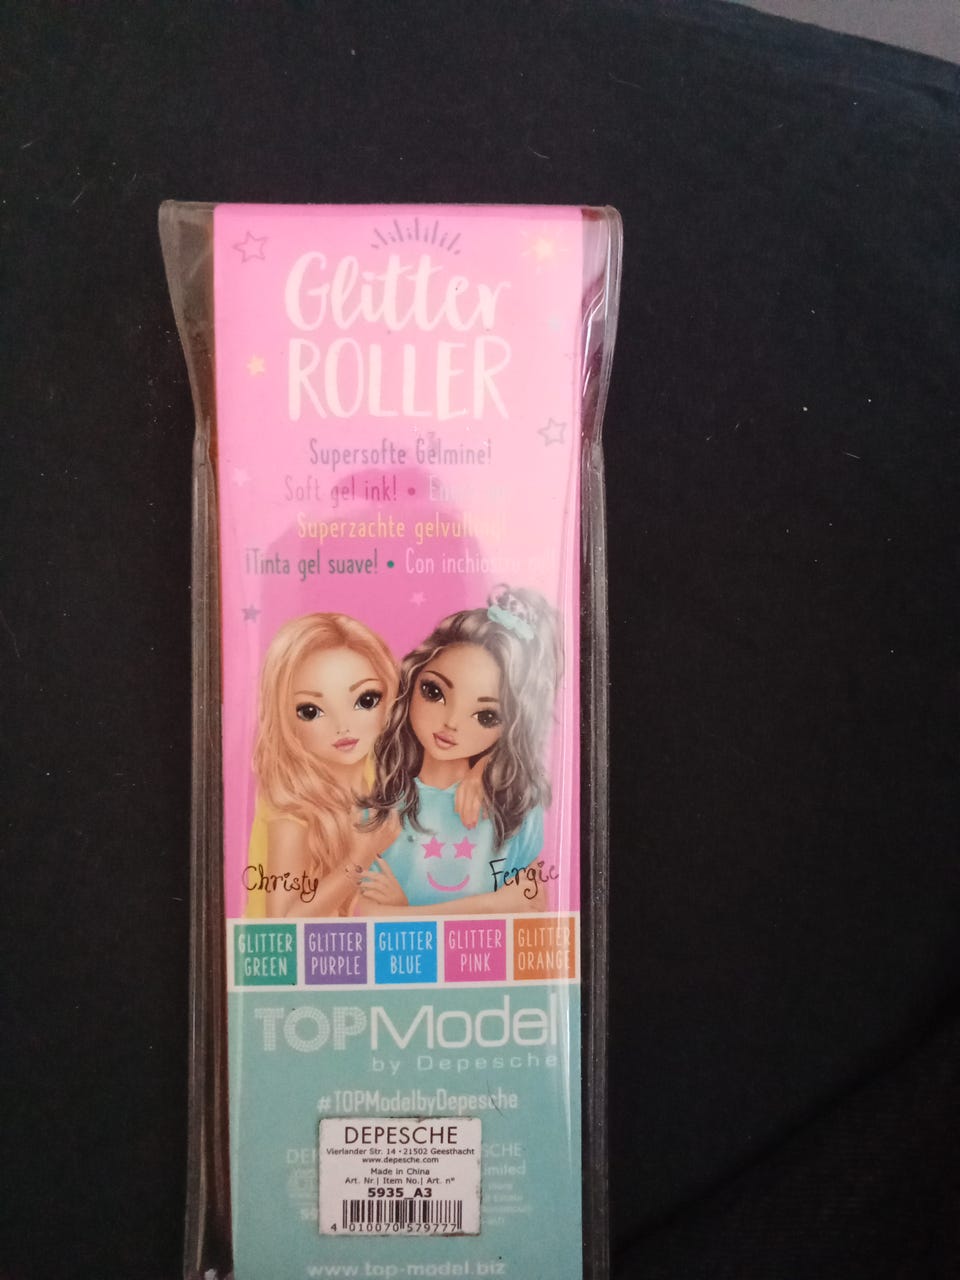 Glitter
ROLLER
Supersofte Gelmine!
Soft gel ink! •
Superzachte gelvulling!
¡Tinta gel suave! • Con inchiostro
Christy
Fergie
GLITTER GREEN
GLITTER PURPLE
GLITTER BLUE
GLITTER PINK
GLITTER ORANGE
TOPModel
by Depesche
#TOPModelbyDepesche
DEPESCHE
Vierlander Str. 14 • 21502 Geesthacht
www.depesche.com
Made in China
Art. Nr.| Item No.| Art. n°
5935_A3
4 010070 579777
www.top-model.biz